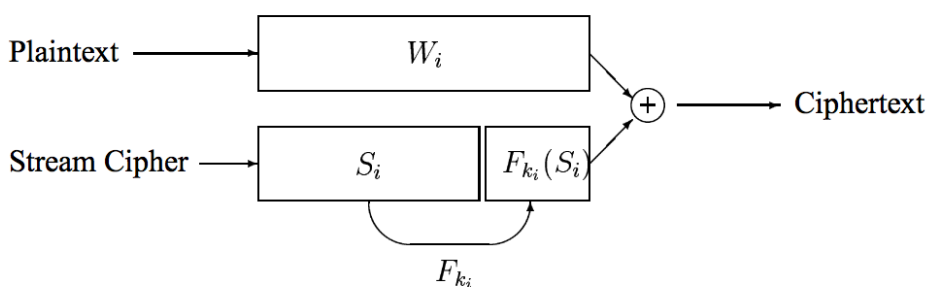 Plaintext
W_i
Ciphertext
Stream Cipher
S_i
F_{k_i}(S_i)
F_{k_i}